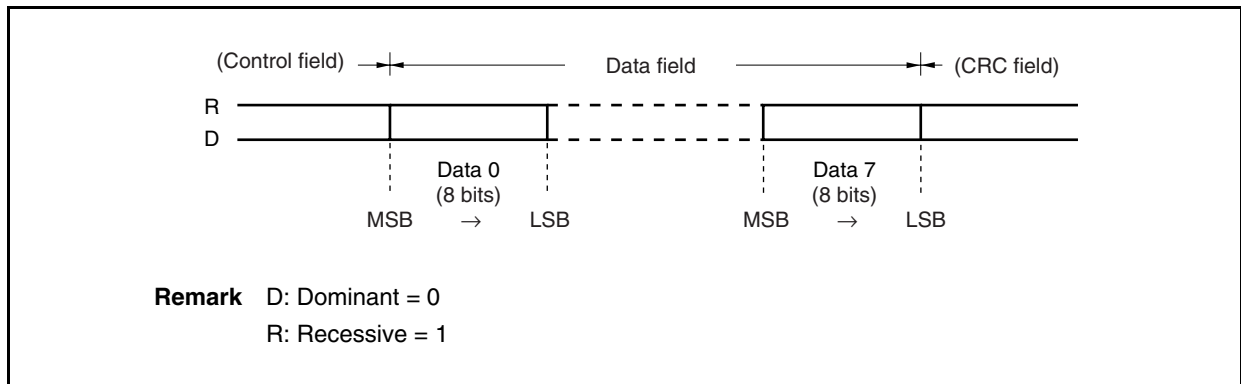 (Control field) Data field (CRC field)
R
D
Data 0 Data 7
(8 bits) (8 bits)
MSB → LSB MSB → LSB
Remark D: Dominant = 0
R: Recessive = 1